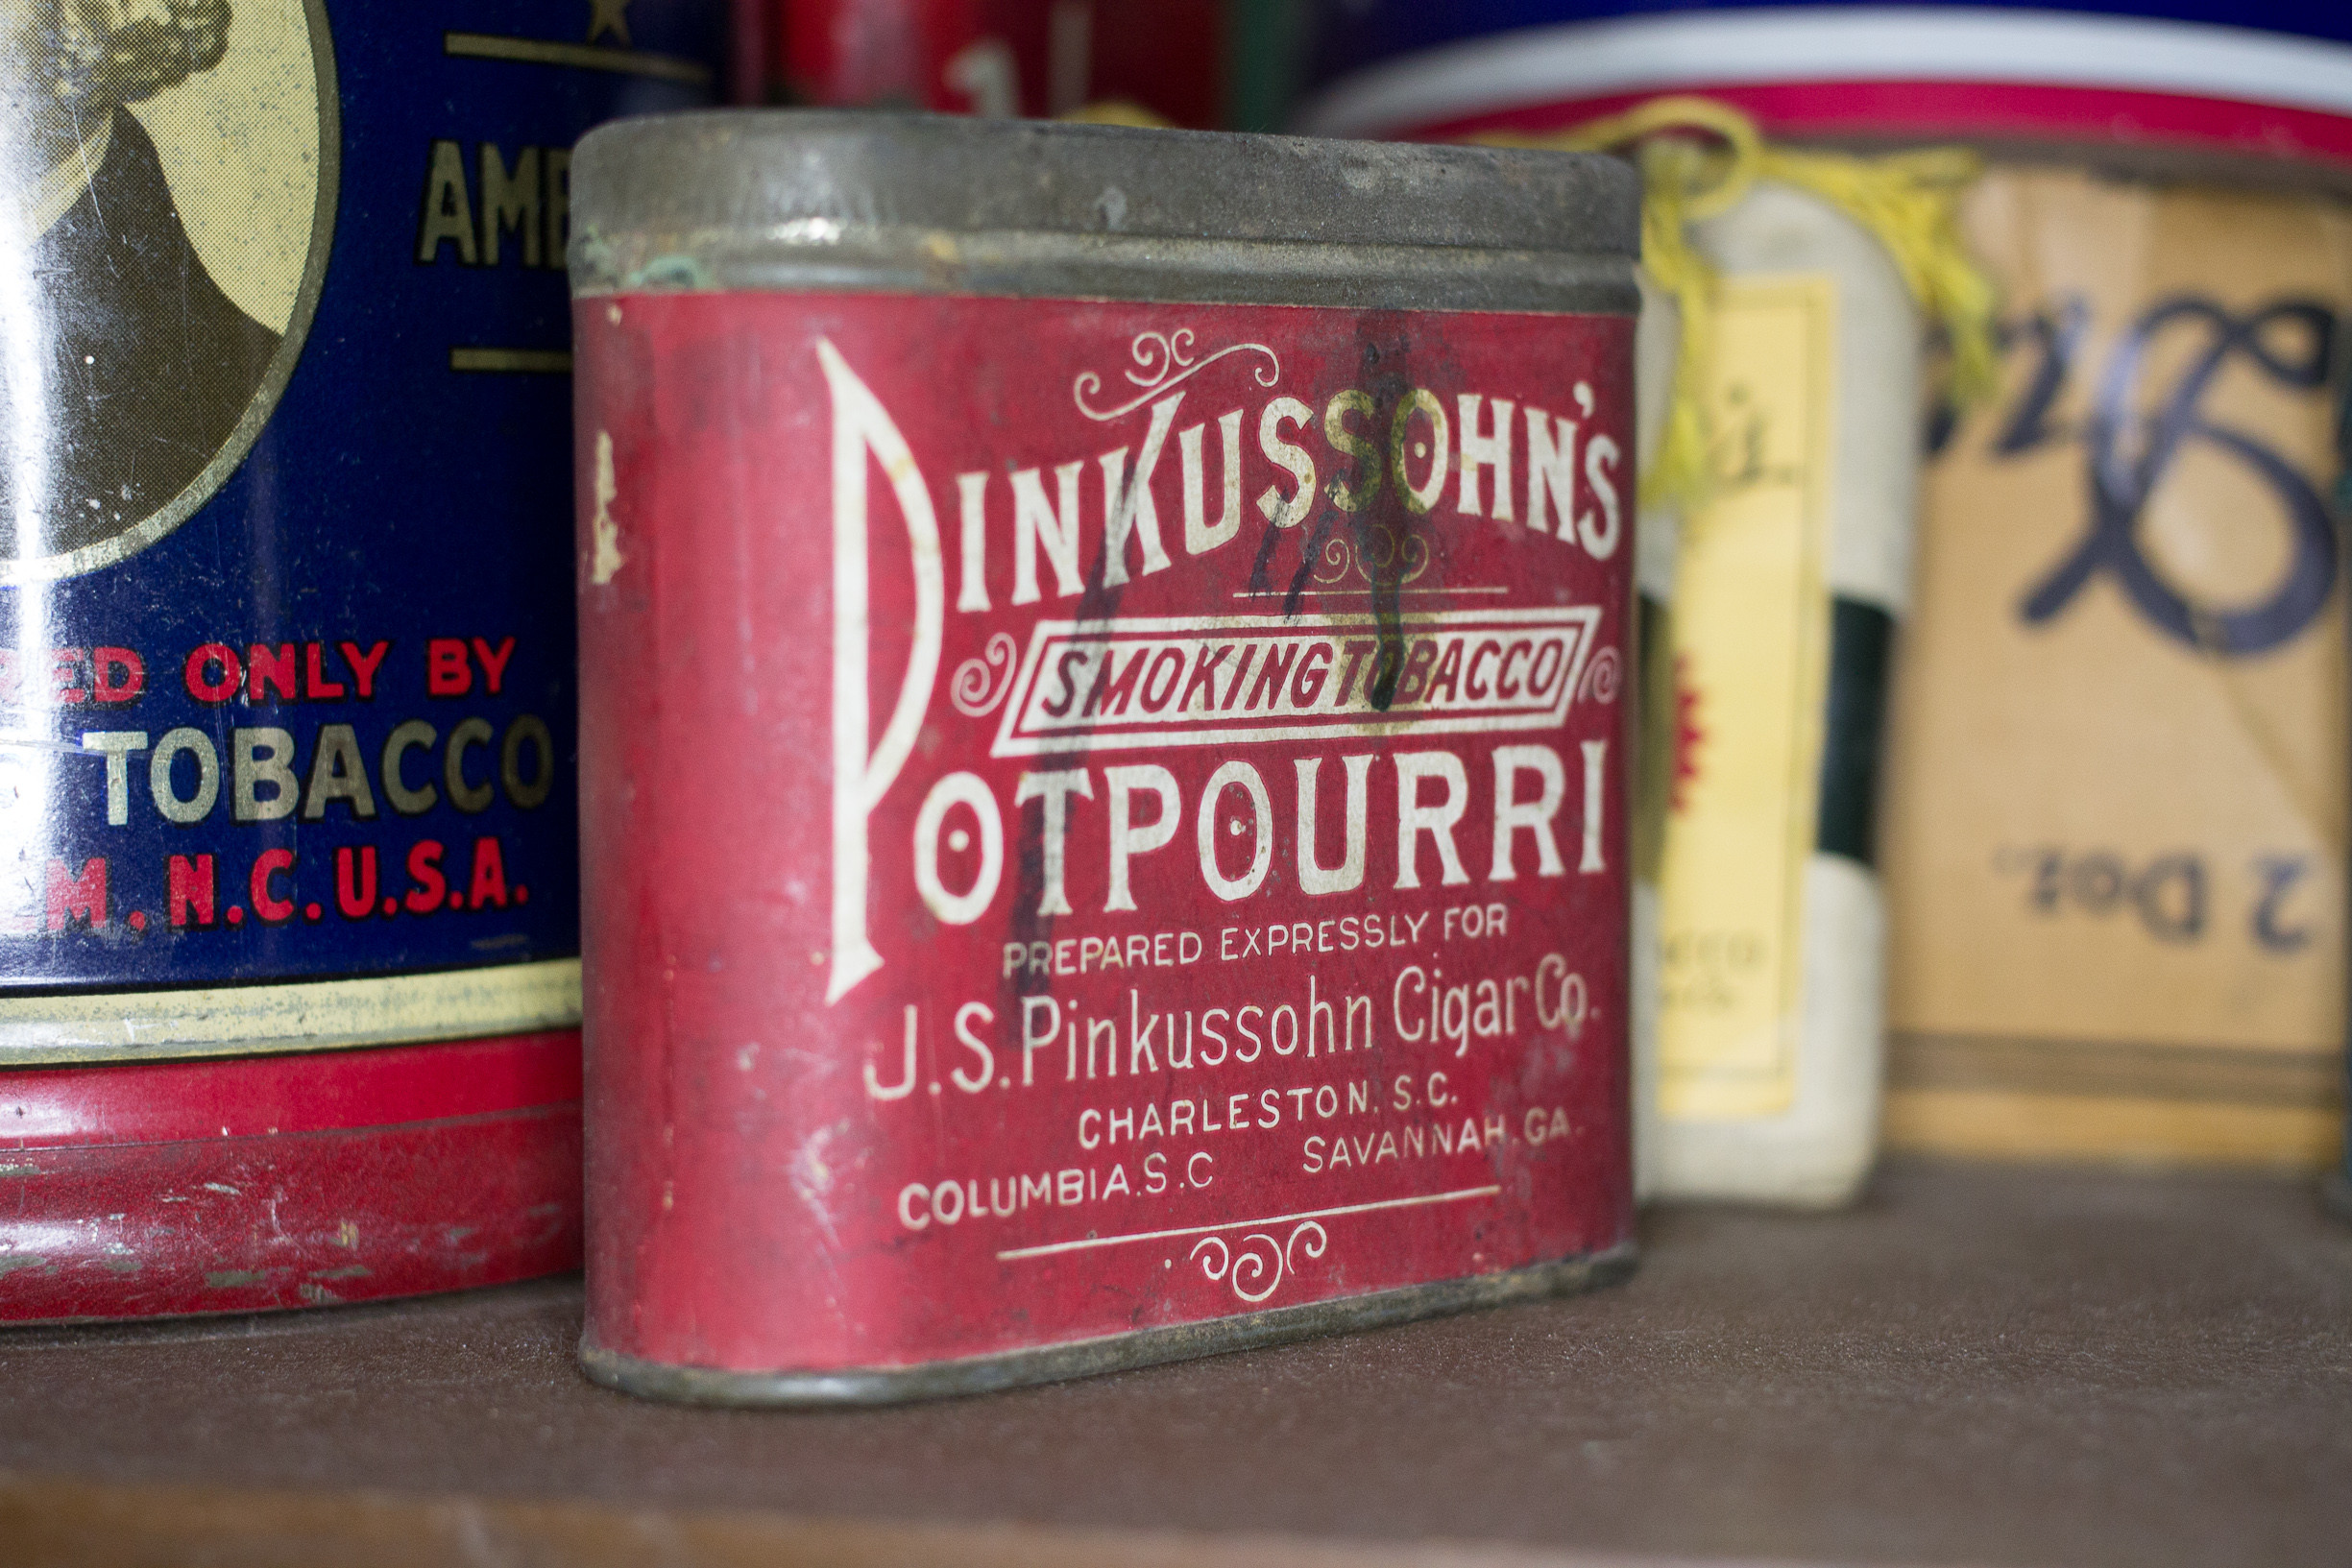 AME
ONLY BY
TOBACCO
N.C. U.S.A.
PINKUSSOHN'S
SMOKING TOBACCO
POTPOURRI
PREPARED EXPRESSLY FOR
J.S. Pinkussohn Cigar Co.
CHARLESTON, S.C.
COLUMBIA, S.C SAVANNAH, GA.
2 Doz.